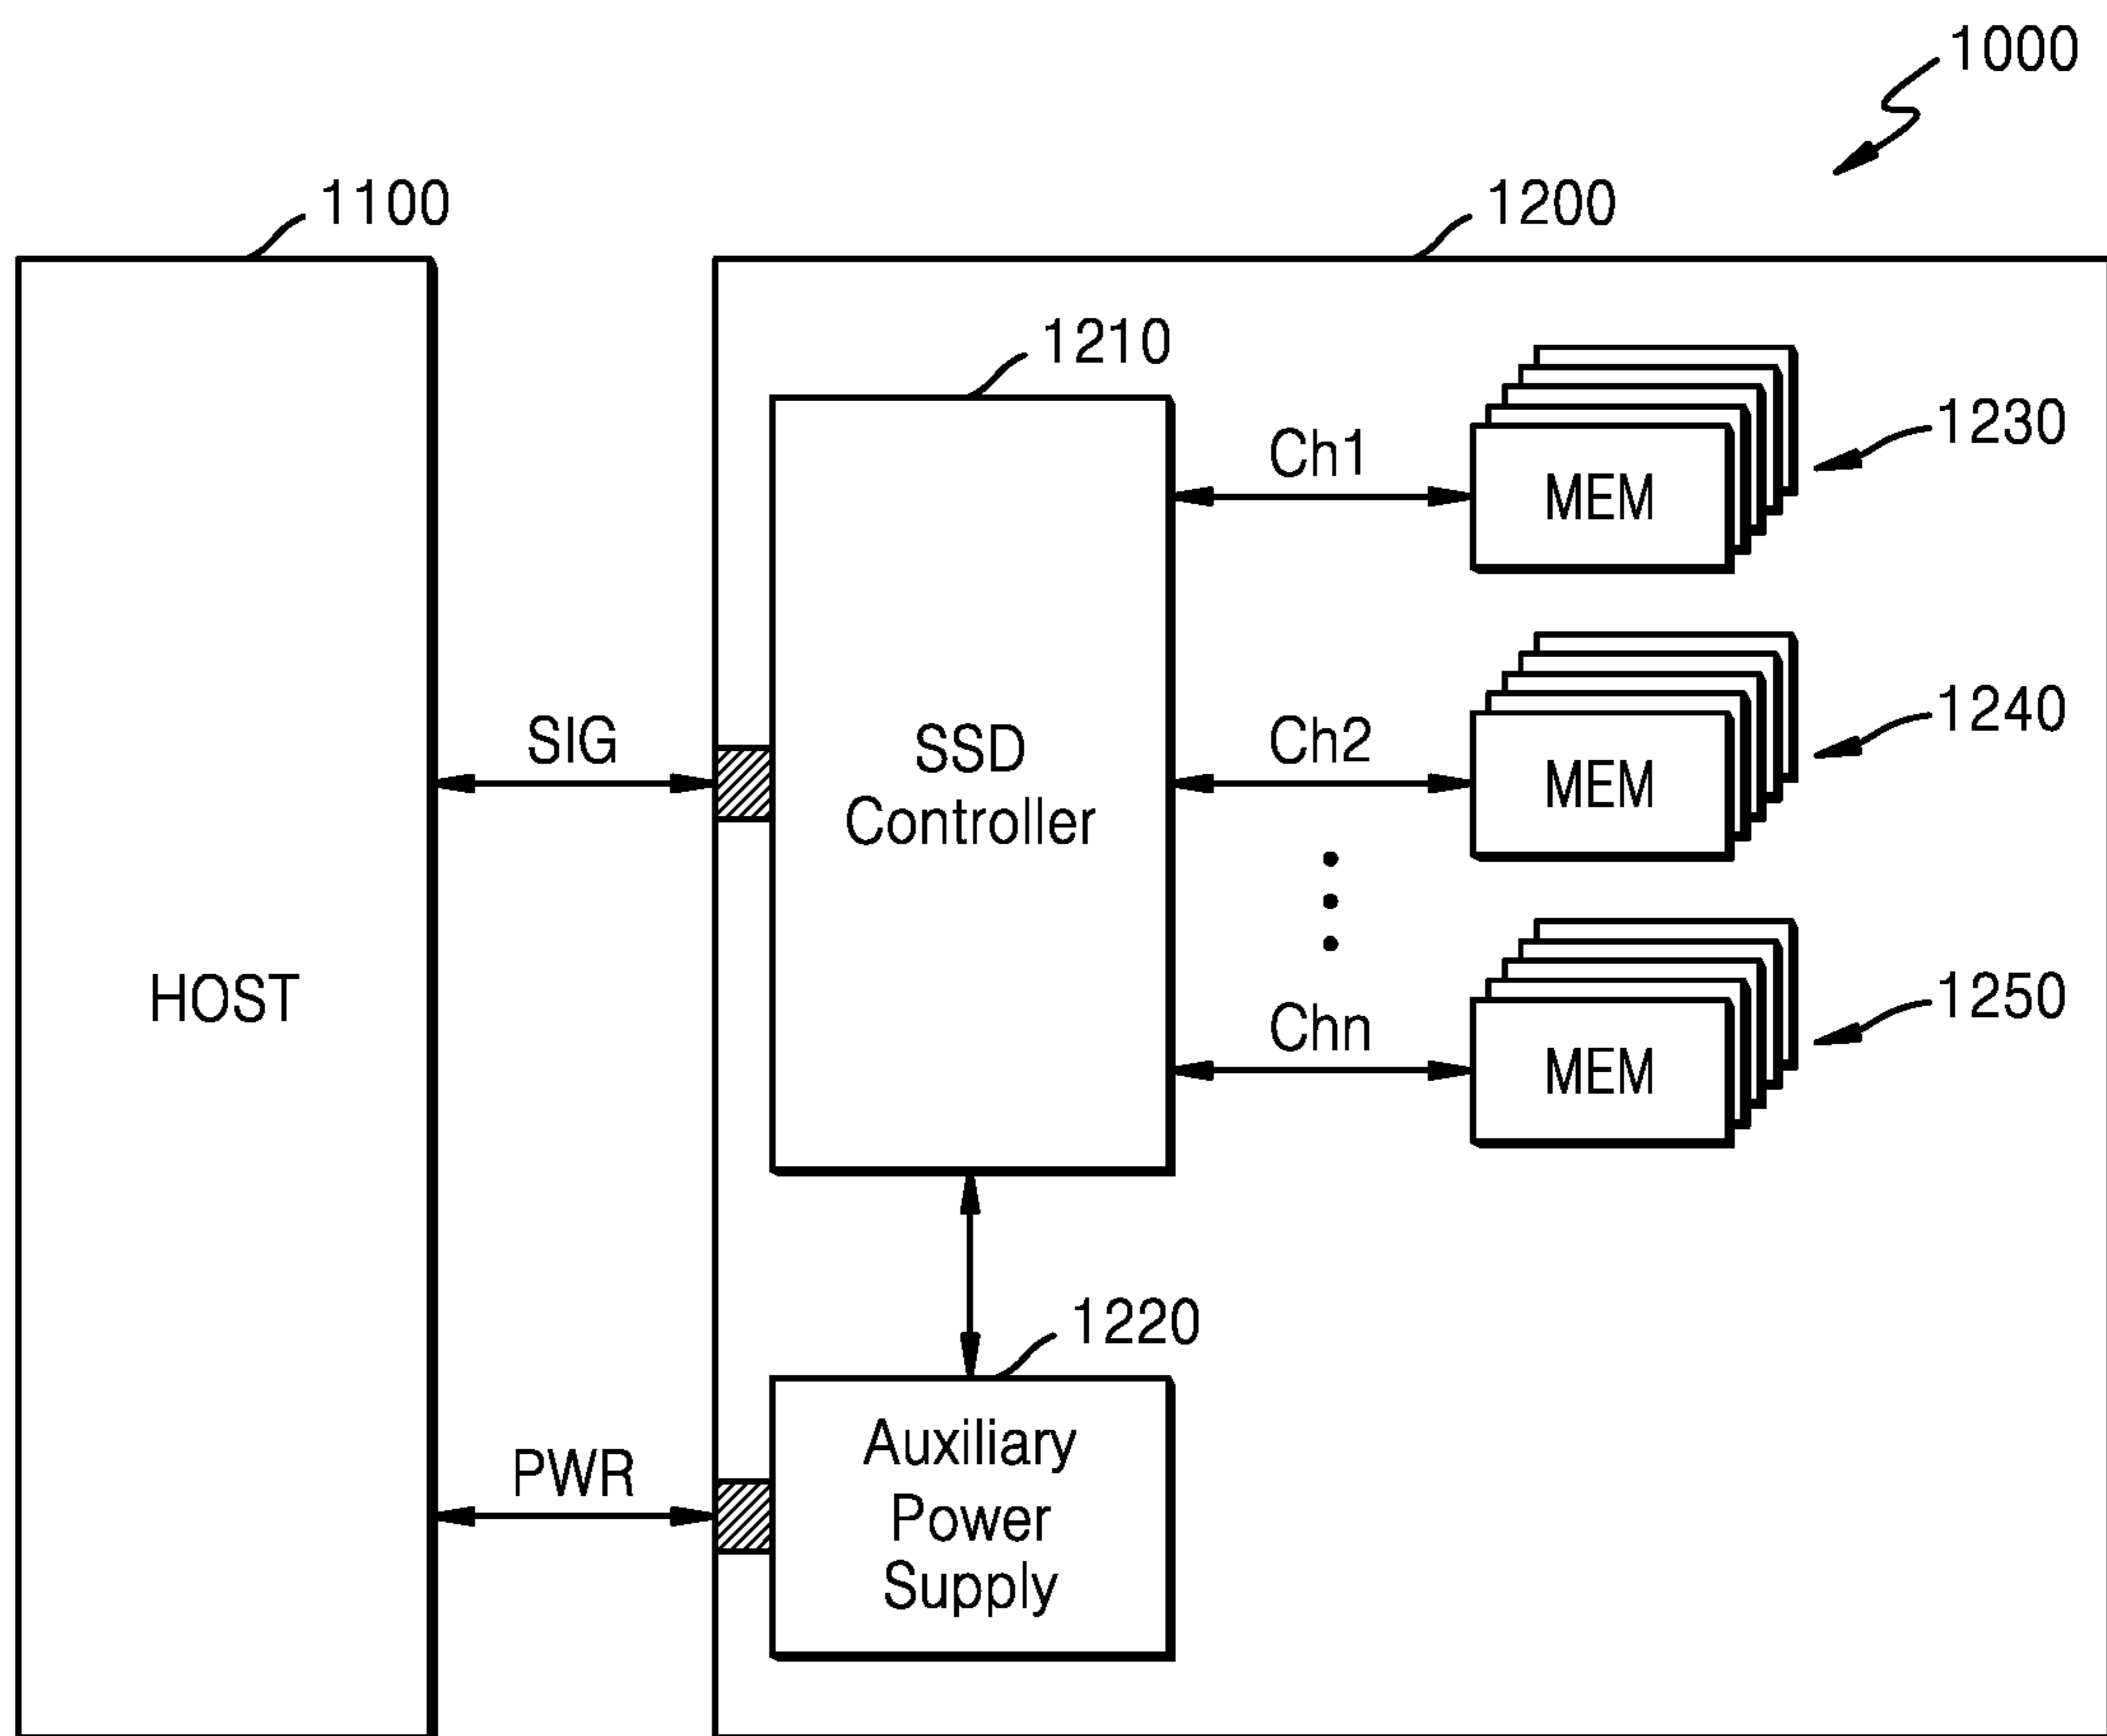 1000
1100
1200
1210
Ch1
MEM
1230
SIG
SSD
Controller
Ch2
MEM
1240
HOST
Chn
MEM
1250
1220
PWR
Auxiliary
Power
Supply